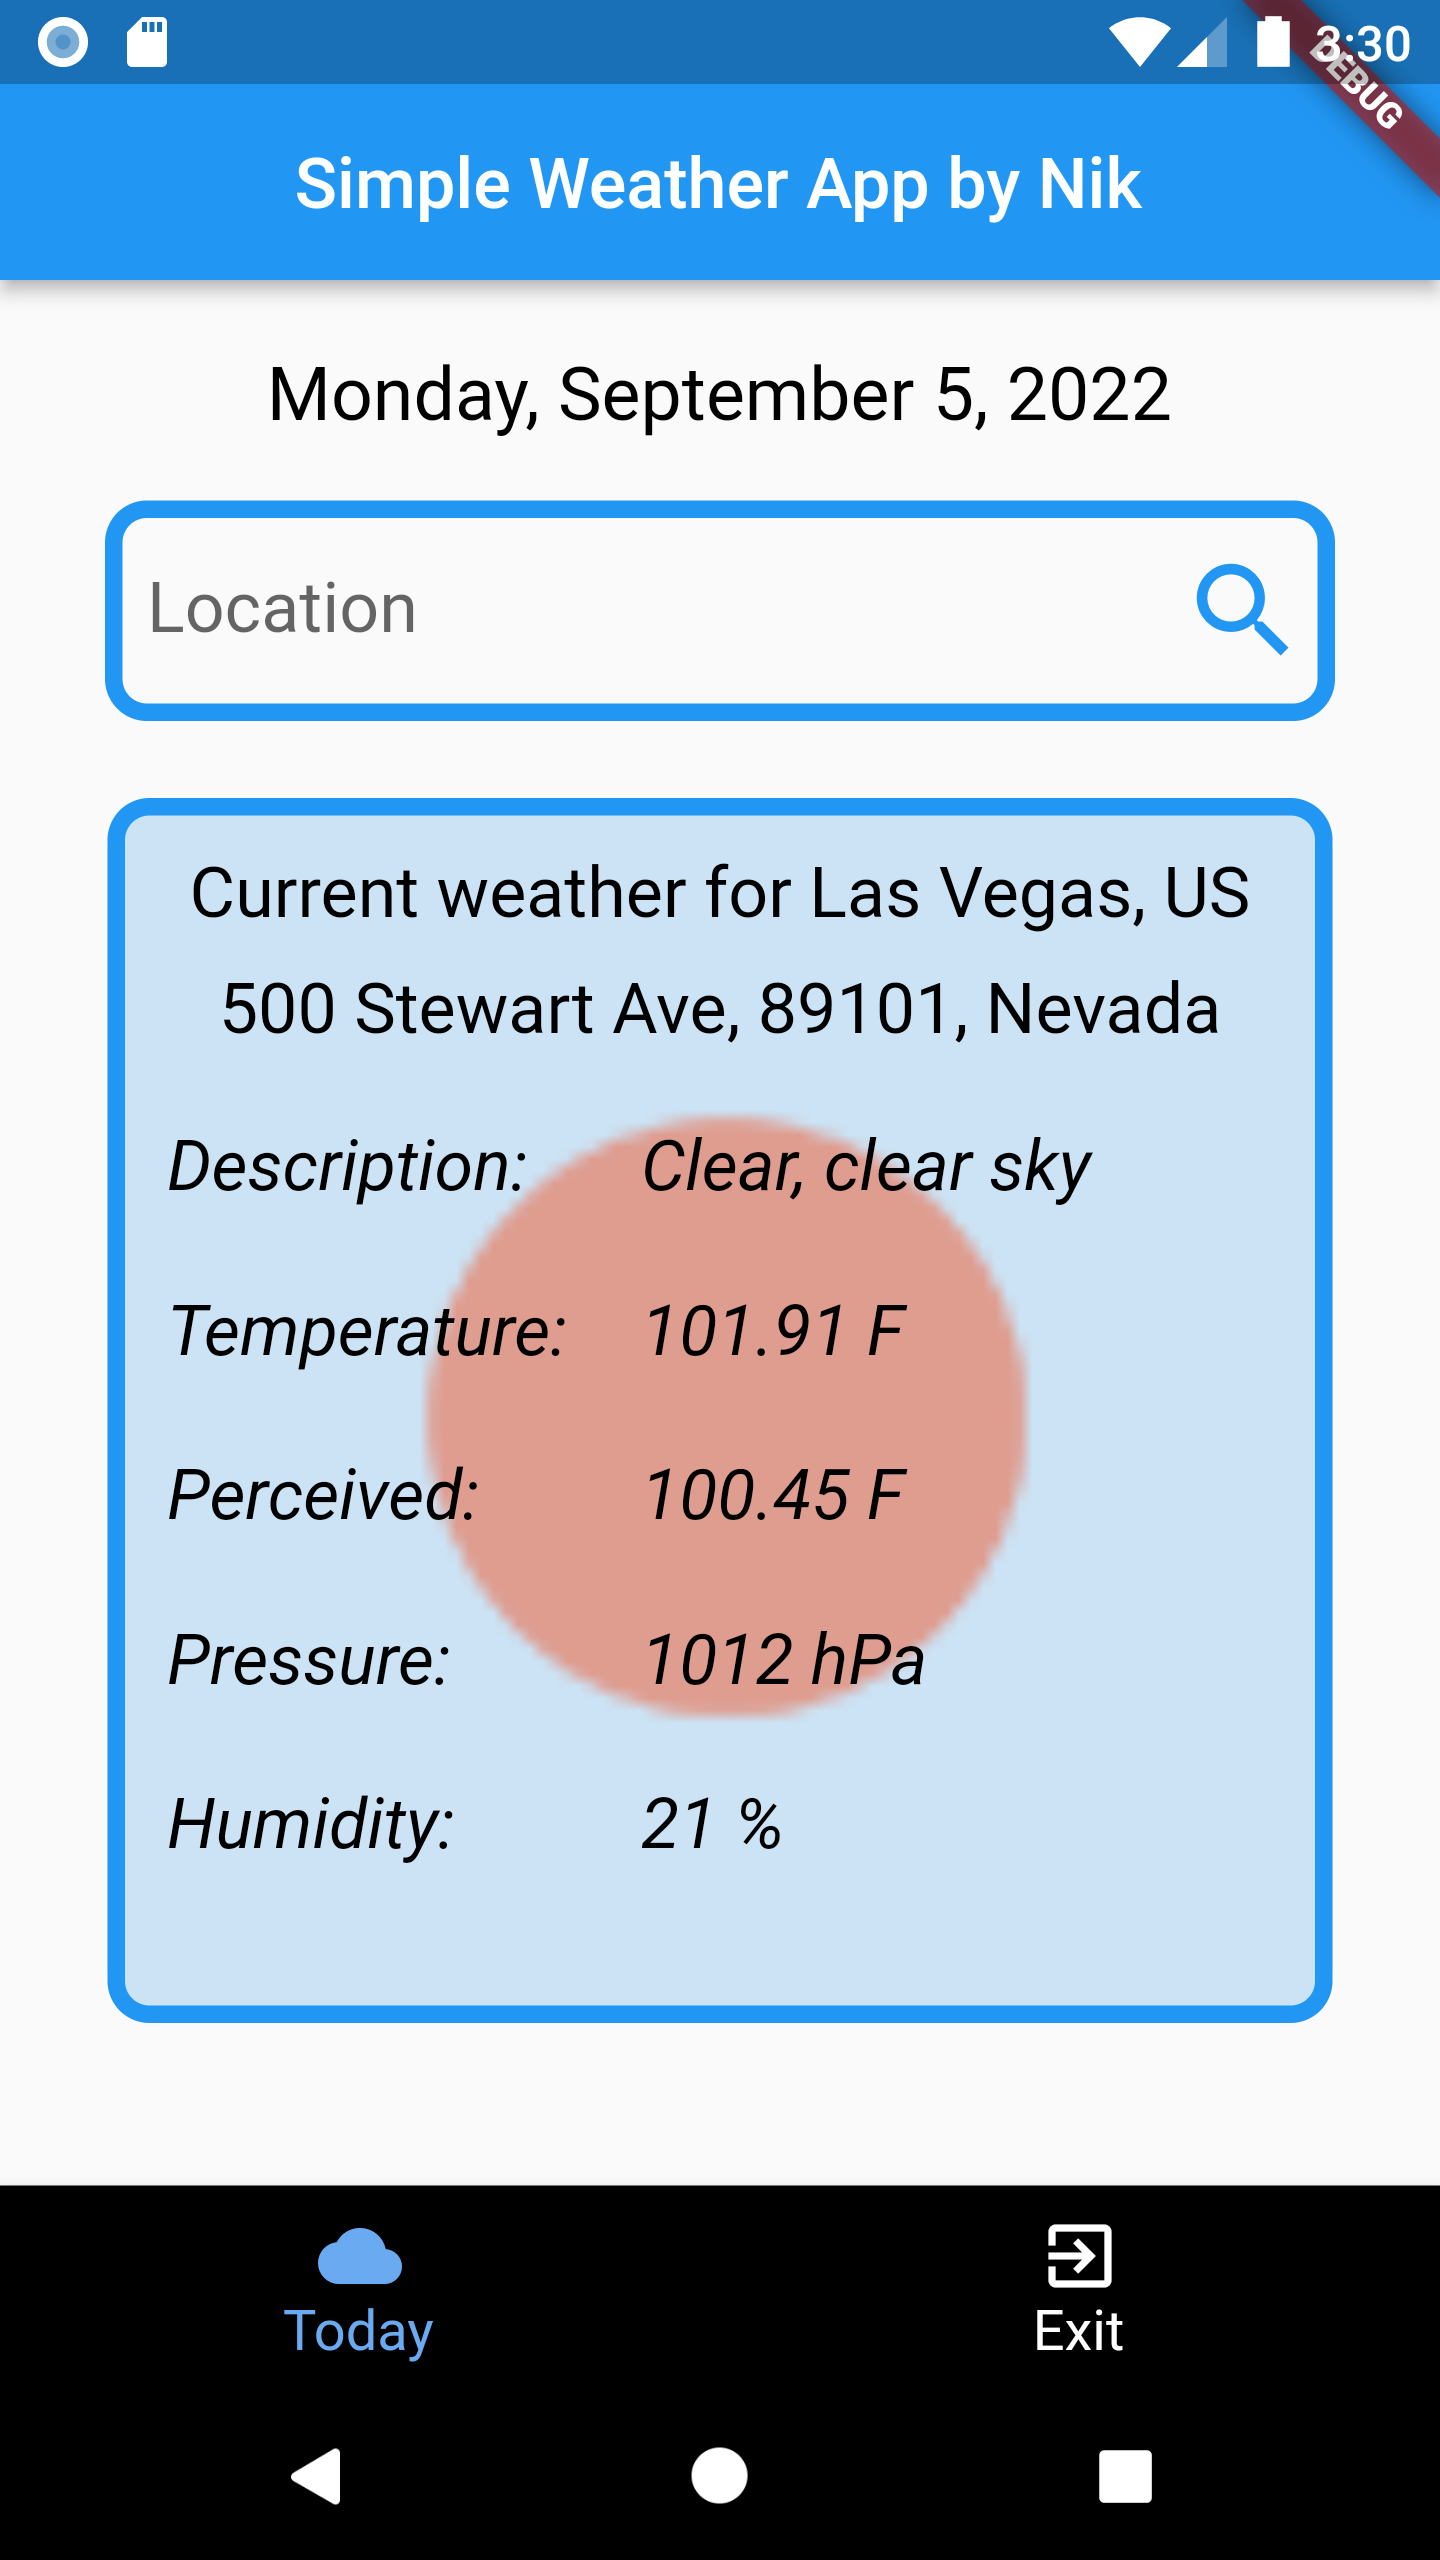 3:30
DEBUG
Simple Weather App by Nik
Monday, September 5, 2022
Location
Current weather for Las Vegas, US
500 Stewart Ave, 89101, Nevada
Description: Clear, clear sky
Temperature: 101.91 F
Perceived: 100.45 F
Pressure: 1012 hPa
Humidity: 21 %
Today Exit